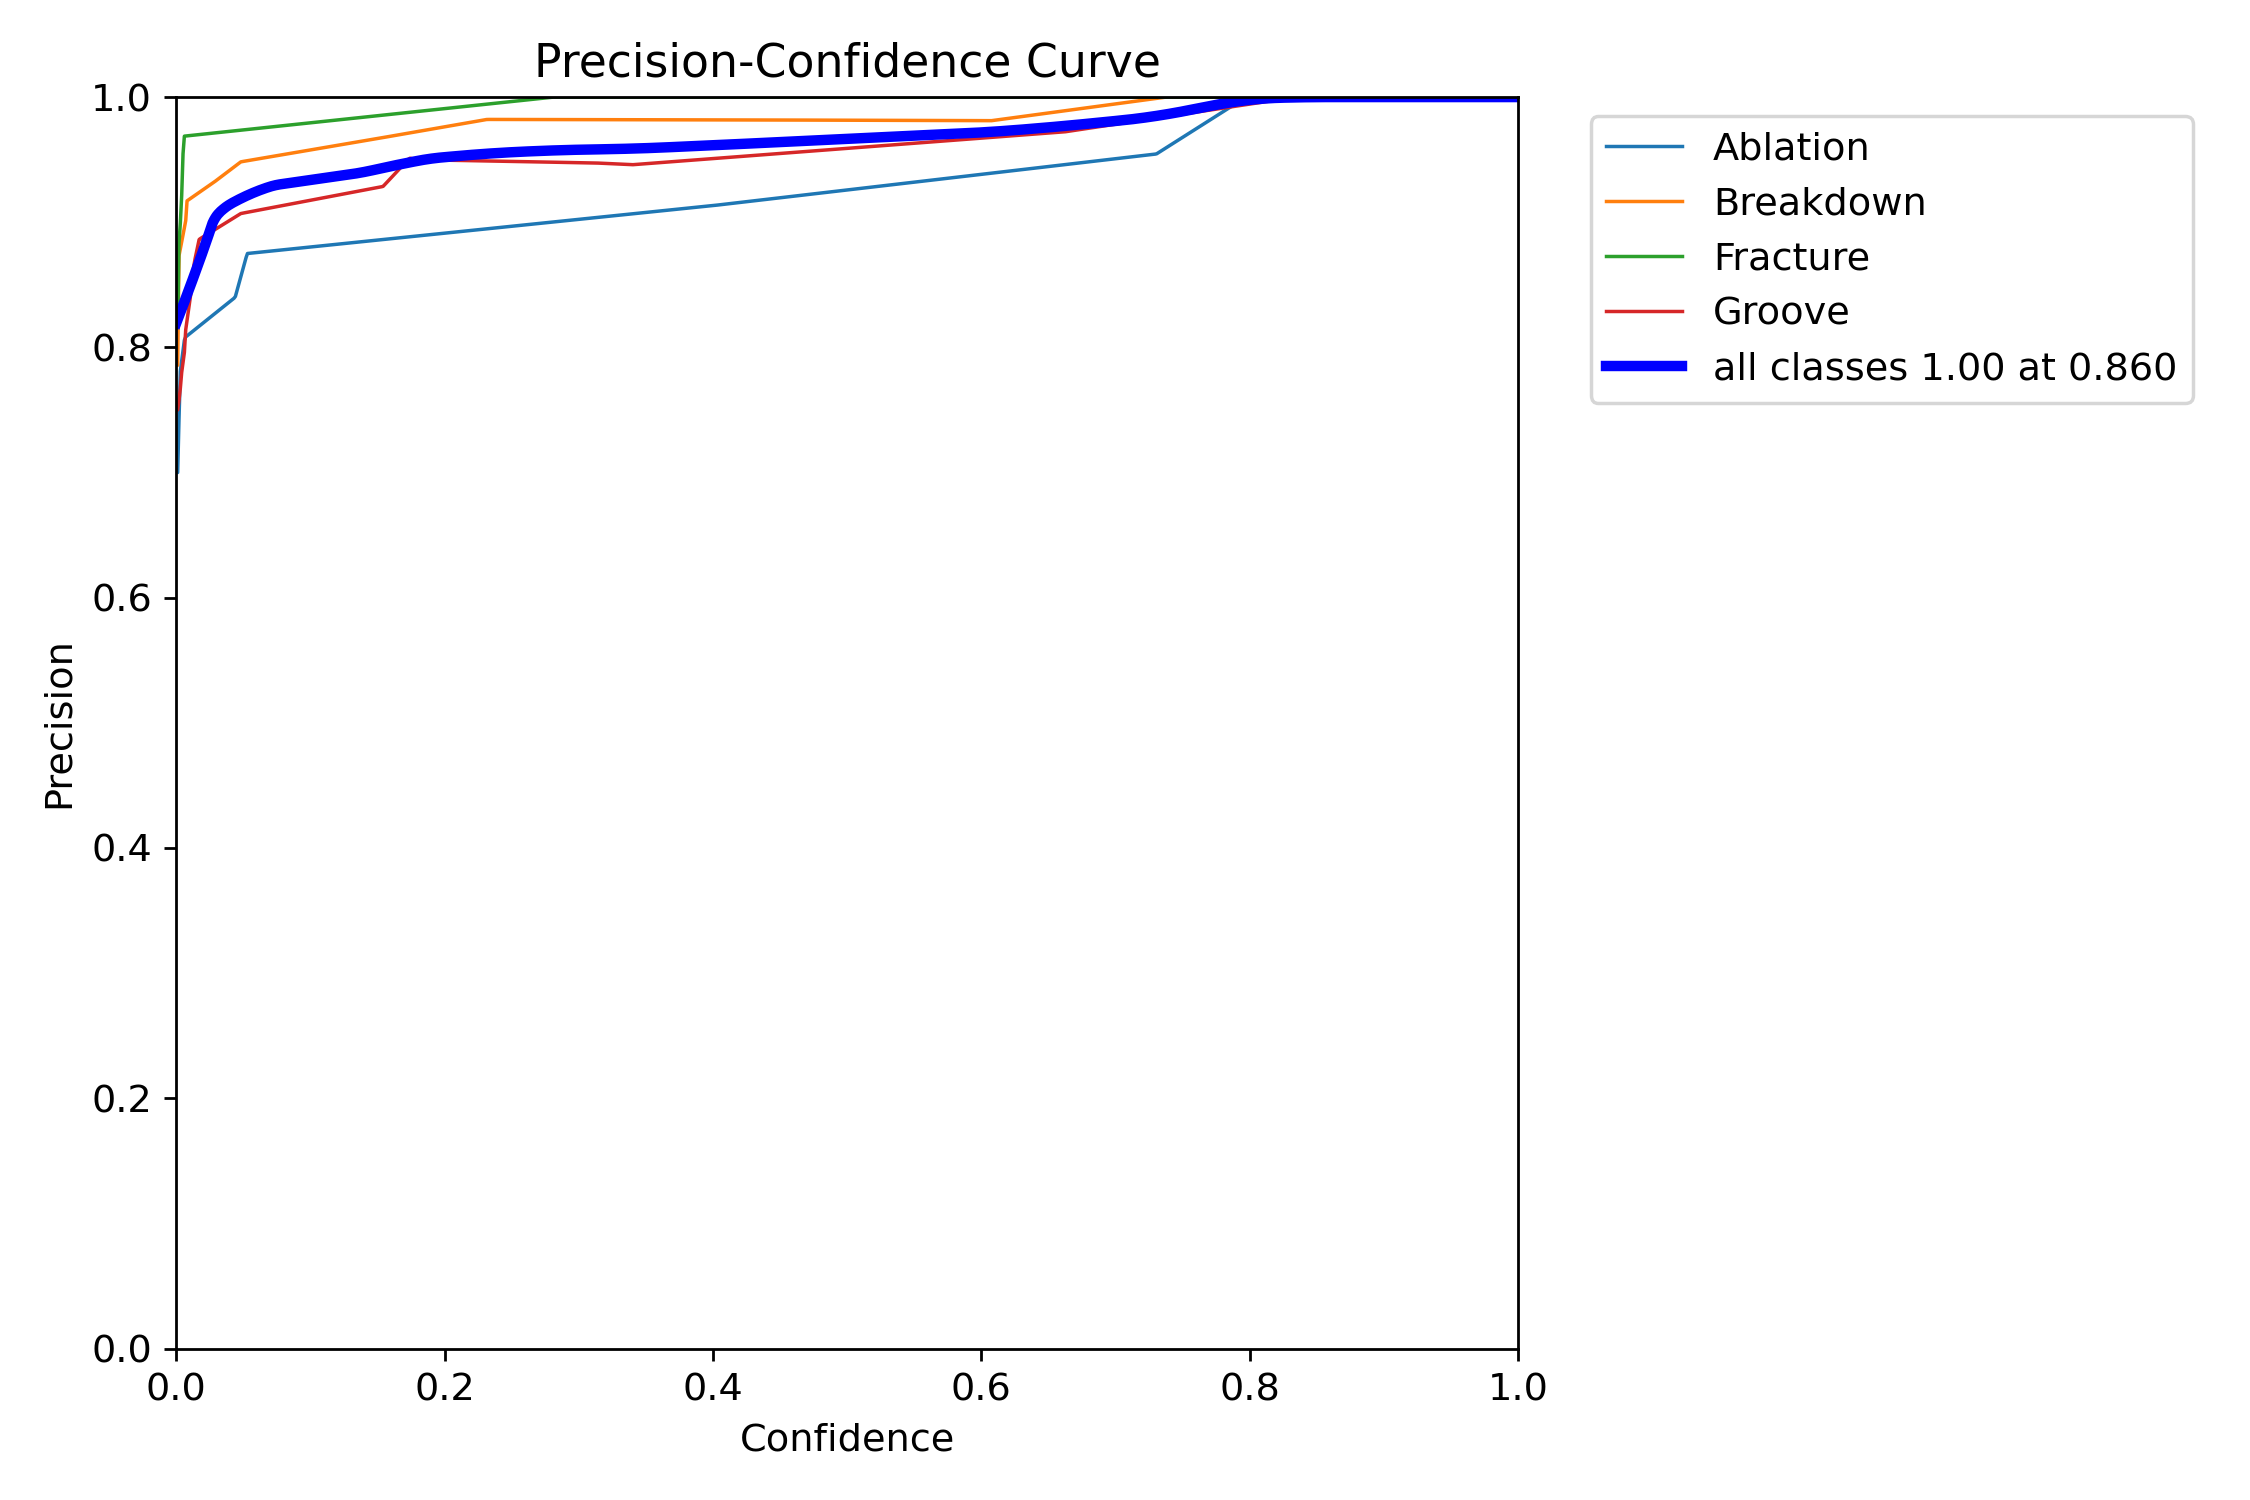 Precision-Confidence Curve
1.0
0.8
0.6
0.4
0.2
0.0
Precision
0.0 0.2 0.4 0.6 0.8 1.0
Confidence
Ablation
Breakdown
Fracture
Groove
all classes 1.00 at 0.860